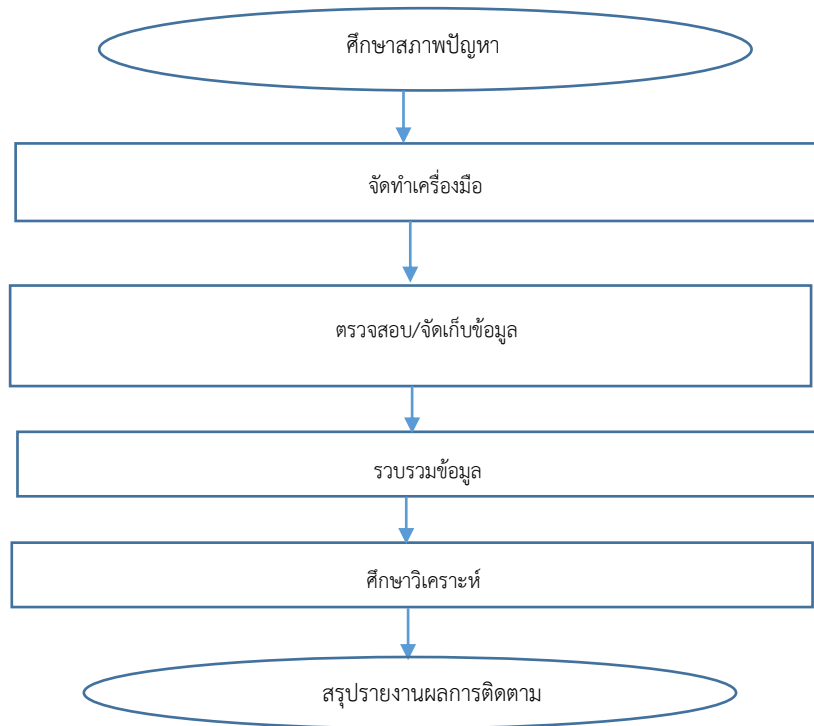 ศึกษาสภาพปัญหา
จัดทำเครื่องมือ
ตรวจสอบ/จัดเก็บข้อมูล
รวบรวมข้อมูล
ศึกษาวิเคราะห์
สรุปรายงานผลการติดตาม